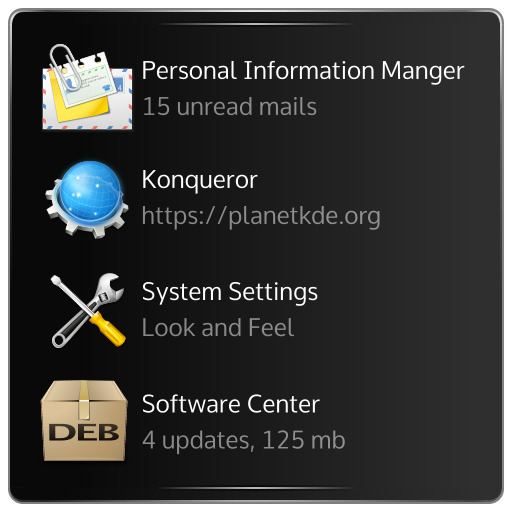 Personal Information Manger
15 unread mails
Konqueror
https://planetkde.org
System Settings
Look and Feel
DEB
Software Center
4 updates, 125 mb